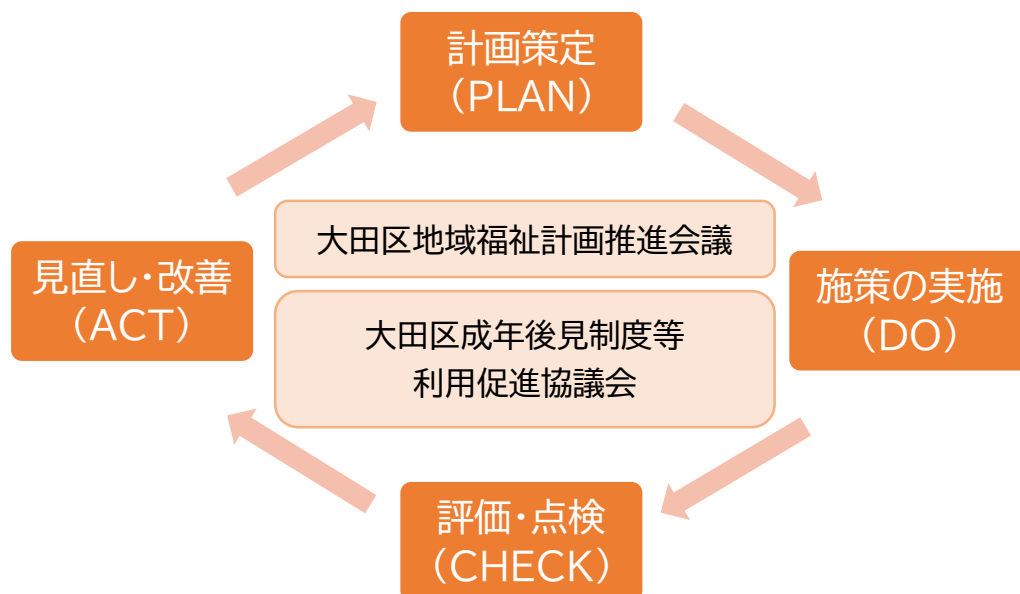 計画策定
（PLAN）
大田区地域福祉計画推進会議
見直し・改善
（ACT）
施策の実施
（DO）
大田区成年後見制度等
利用促進協議会
評価・点検
（CHECK）